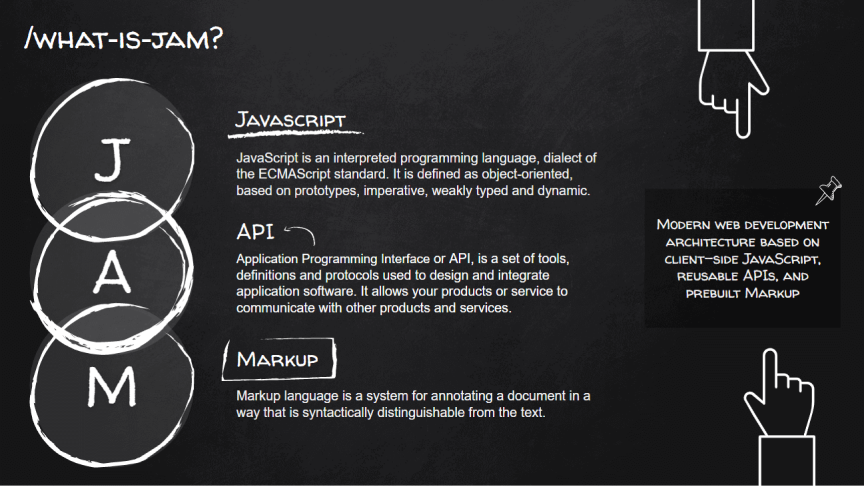 /what-is-JAM?
J
A
M
Javascript
JavaScript is an interpreted programming language, dialect of
the ECMAScript standard. It is defined as object-oriented,
based on prototypes, imperative, weakly typed and dynamic.
API
Application Programming Interface or API, is a set of tools,
definitions and protocols used to design and integrate
application software. It allows your products or service to
communicate with other products and services.
Markup
Markup language is a system for annotating a document in a
way that is syntactically distinguishable from the text.
Modern web development
architecture based on
client-side JavaScript,
reusable APIs, and
prebuilt Markup